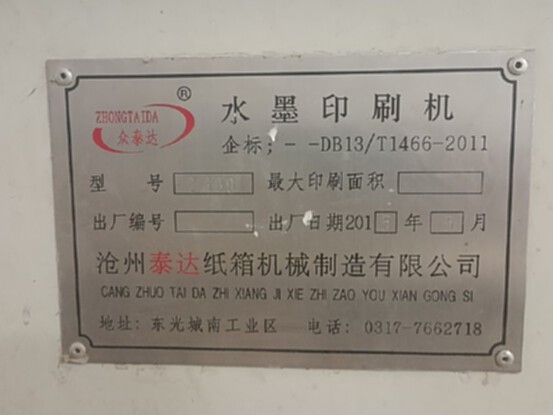 ZHONGTAIDA ®
众泰达
水墨印刷机
企标；--DB13/T1466-2011
型 号 最大印刷面积
出厂编号 出厂日期201 年 月
沧州泰达纸箱机械制造有限公司
CANG ZHUO TAI DA ZHI XIANG JI XIE ZHI ZAO YOU XIAN GONG SI
地址: 东光城南工业区 电话: 0317-7662718